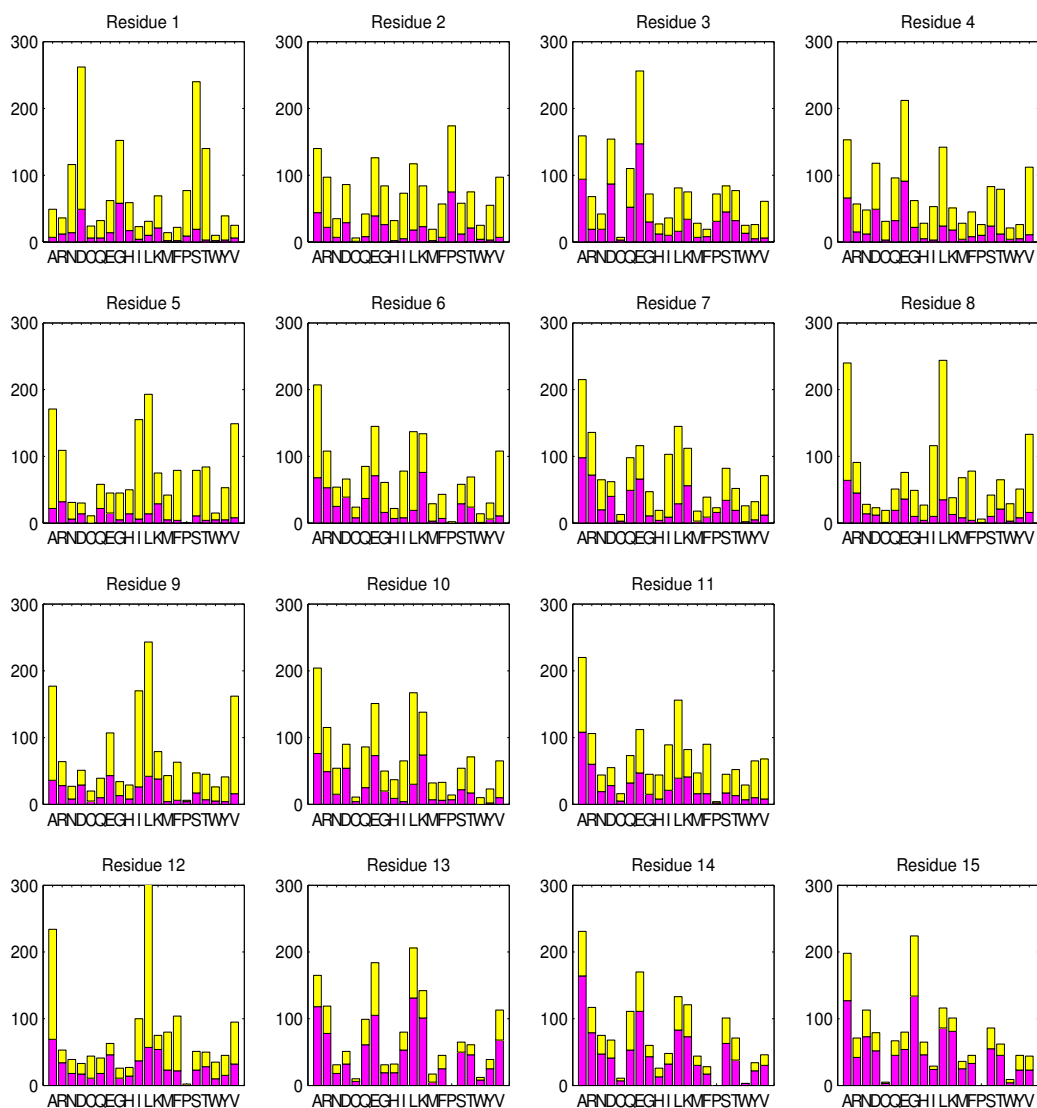 Residue 1
300
200
100
0
ARNDCQEGHILKMFPSTWYV
Residue 2
300
200
100
0
ARNDCQEGHILKMFPSTWYV
Residue 3
300
200
100
0
ARNDCQEGHILKMFPSTWYV
Residue 4
300
200
100
0
ARNDCQEGHILKMFPSTWYV
Residue 5
300
200
100
0
ARNDCQEGHILKMFPSTWYV
Residue 6
300
200
100
0
ARNDCQEGHILKMFPSTWYV
Residue 7
300
200
100
0
ARNDCQEGHILKMFPSTWYV
Residue 8
300
200
100
0
ARNDCQEGHILKMFPSTWYV
Residue 9
300
200
100
0
ARNDCQEGHILKMFPSTWYV
Residue 10
300
200
100
0
ARNDCQEGHILKMFPSTWYV
Residue 11
300
200
100
0
ARNDCQEGHILKMFPSTWYV
Residue 12
300
200
100
0
ARNDCQEGHILKMFPSTWYV
Residue 13
300
200
100
0
ARNDCQEGHILKMFPSTWYV
Residue 14
300
200
100
0
ARNDCQEGHILKMFPSTWYV
Residue 15
300
200
100
0
ARNDCQEGHILKMFPSTWYV